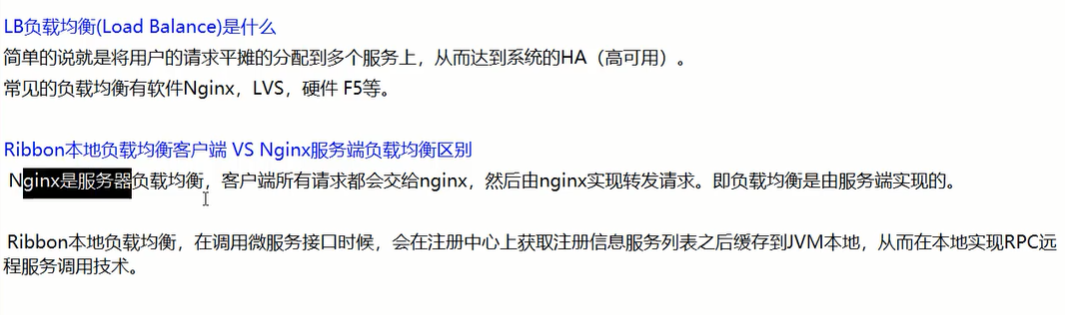 LB负载均衡(Load Balance)是什么
简单的说就是将用户的请求平摊的分配到多个服务上，从而达到系统的HA（高可用）。
常见的负载均衡有软件Nginx，LVS，硬件 F5等。
Ribbon本地负载均衡客户端 VS Nginx服务端负载均衡区别
Nginx是服务器负载均衡，客户端所有请求都会交给nginx，然后由nginx实现转发请求。即负载均衡是由服务端实现的。
Ribbon本地负载均衡，在调用微服务接口时候，会在注册中心上获取注册信息服务列表之后缓存到JVM本地，从而在本地实现RPC远
程服务调用技术。